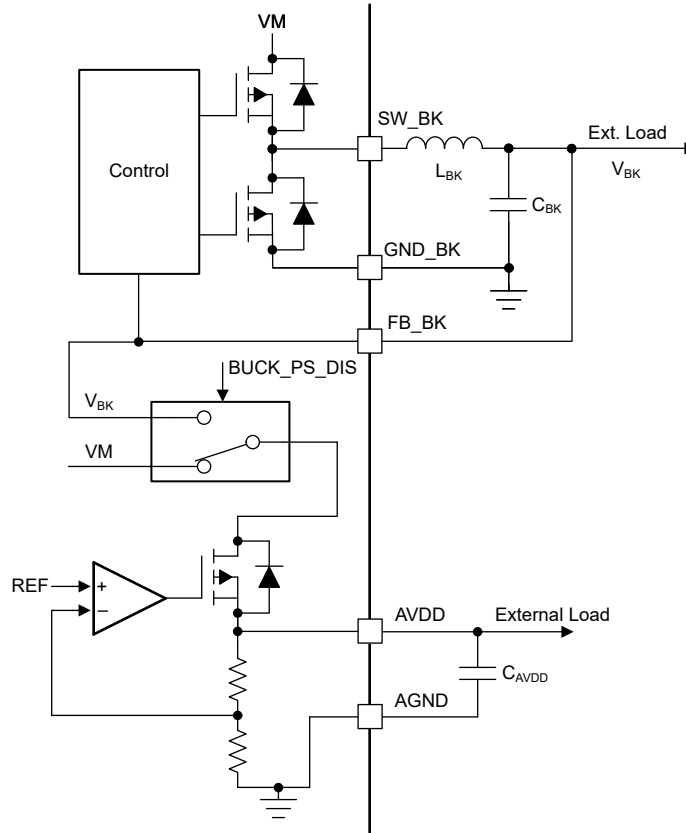 VM
SW_BK
Ext. Load
Control
L_BK
V_BK
C_BK
GND_BK
FB_BK
BUCK_PS_DIS
V_BK
VM
REF
+
–
AVDD
External Load
C_AVDD
AGND